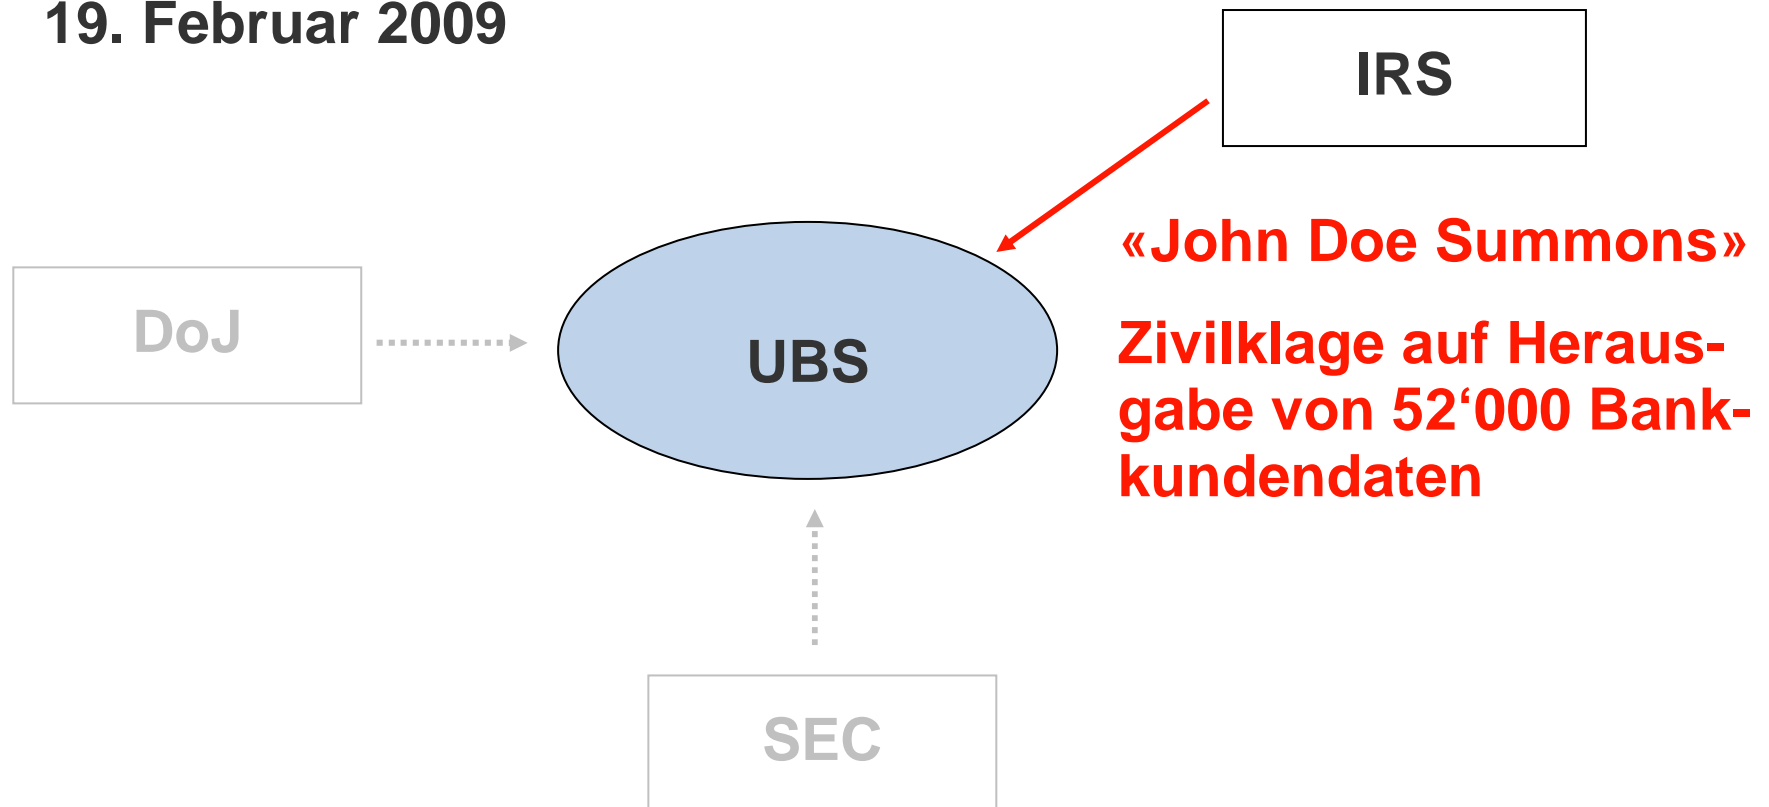 19. Februar 2009
IRS
«John Doe Summons»
DoJ
UBS
Zivilklage auf Heraus-
gabe von 52‘000 Bank-
kundendaten
SEC